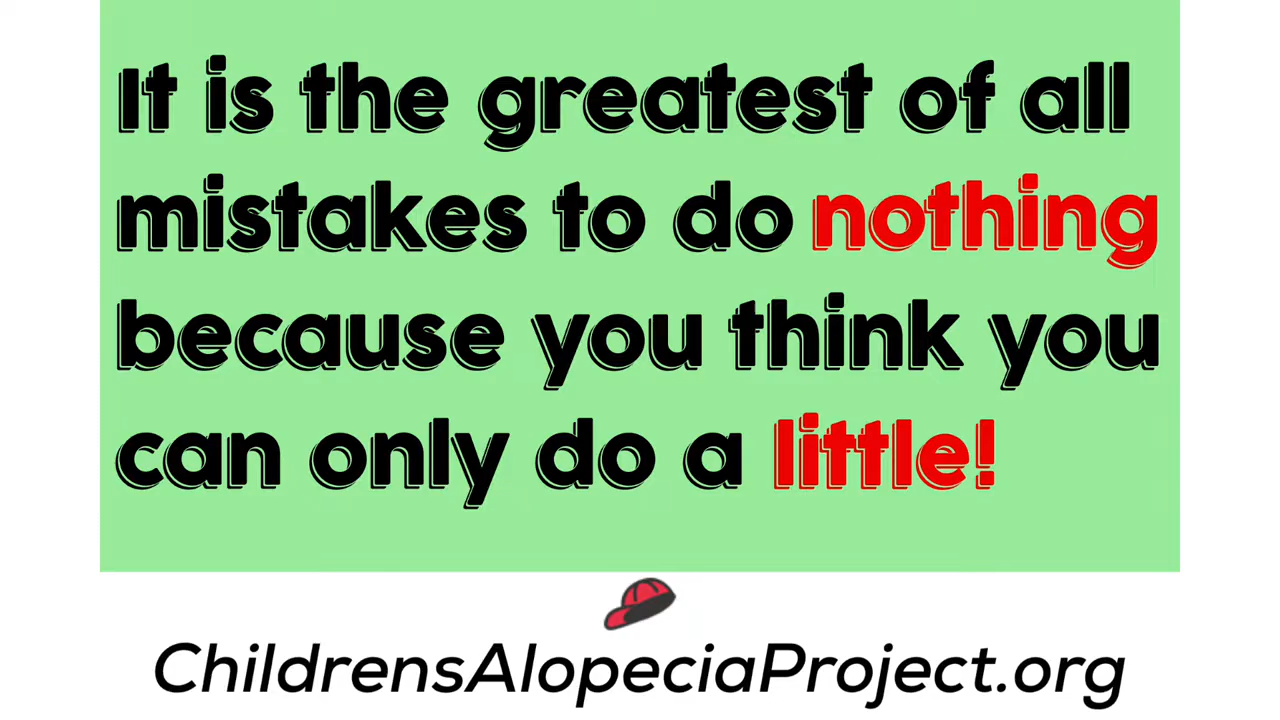 It is the greatest of all
mistakes to do nothing
because you think you
can only do a little!
ChildrensAlopeciaProject.org